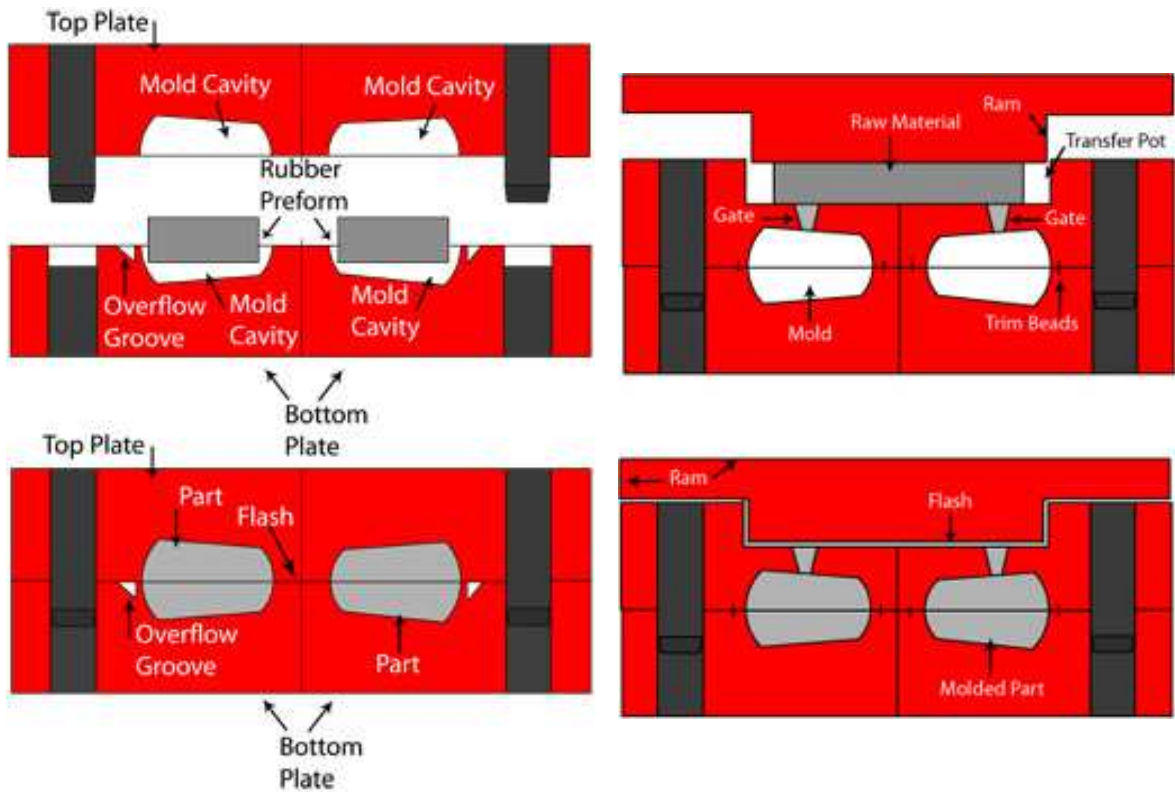 Top Plate
Mold Cavity
Mold Cavity
Rubber
Preform
Overflow
Groove
Mold
Cavity
Mold
Cavity
Bottom
Plate
Top Plate
Part
Flash
Overflow
Groove
Part
Bottom
Plate
Ram
Raw Material
Transfer Pot
Gate
Gate
Mold
Trim Beads
Ram
Flash
Molded Part